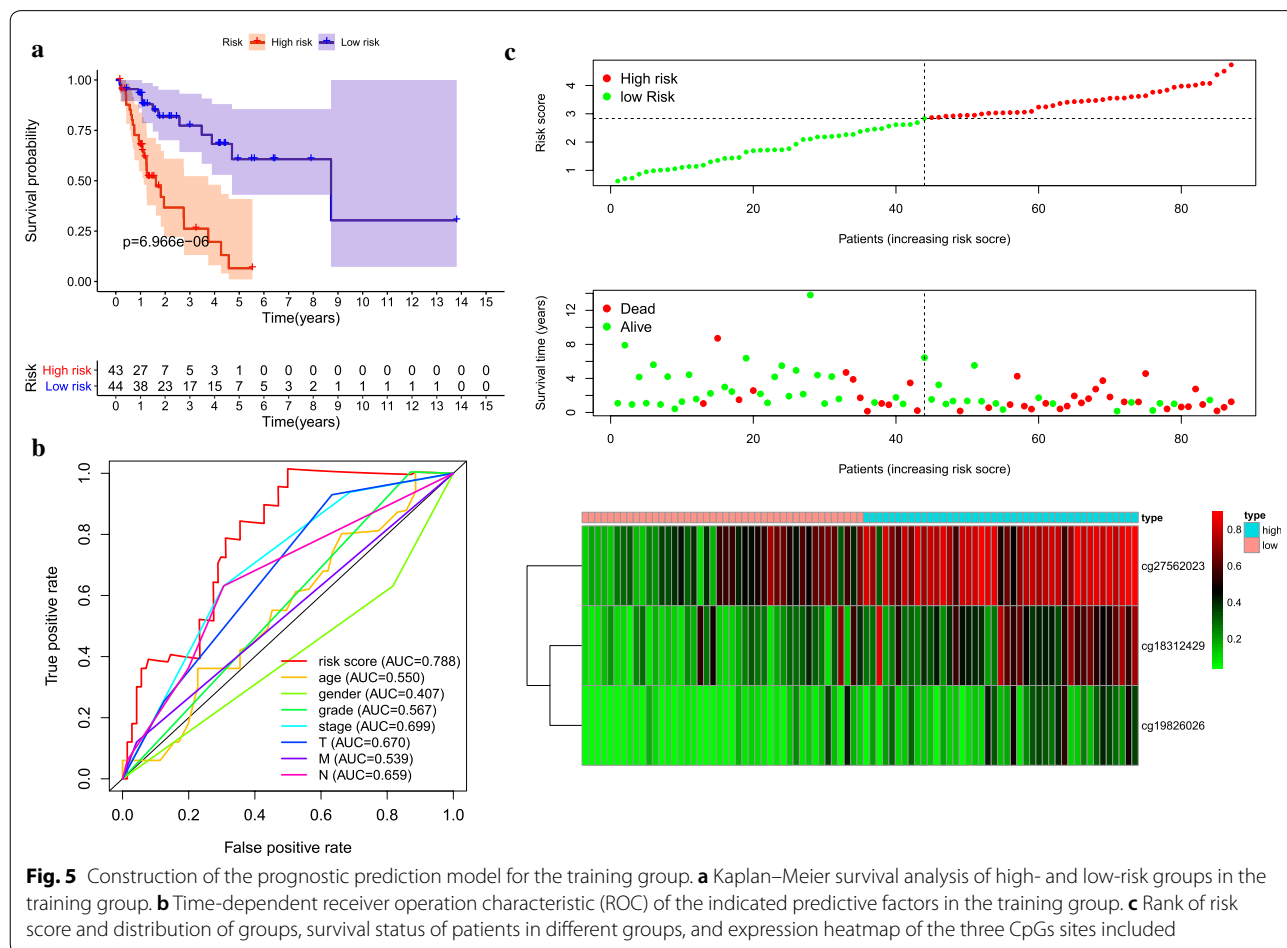 a
Risk High risk Low risk
1.00
0.75
0.50
0.25
0.00
Survival probability
p=6.966e−06
0 1 2 3 4 5 6 7 8 9 10 11 12 13 14 15
Time(years)
Risk
High risk 43 27 7 5 3 1 0 0 0 0 0 0 0 0 0 0
Low risk 44 38 23 17 15 7 5 3 2 1 1 1 1 1 0 0
0 1 2 3 4 5 6 7 8 9 10 11 12 13 14 15
Time(years)
b
1.0
0.8
0.6
0.4
0.2
0.0
True positive rate
risk score (AUC=0.788)
age (AUC=0.550)
gender (AUC=0.407)
grade (AUC=0.567)
stage (AUC=0.699)
T (AUC=0.670)
M (AUC=0.539)
N (AUC=0.659)
0.0 0.2 0.4 0.6 0.8 1.0
False positive rate
c
High risk
low Risk
4
3
2
1
Risk score
0 20 40 60 80
Patients (increasing risk socre)
Dead
Alive
12
8
4
0
Survival time (years)
0 20 40 60 80
Patients (increasing risk socre)
type
cg27562023
cg18312429
cg19826026
0.8
0.6
0.4
0.2
type
high
low
Fig. 5 Construction of the prognostic prediction model for the training group. a Kaplan–Meier survival analysis of high- and low-risk groups in the
training group. b Time-dependent receiver operation characteristic (ROC) of the indicated predictive factors in the training group. c Rank of risk
score and distribution of groups, survival status of patients in different groups, and expression heatmap of the three CpGs sites included